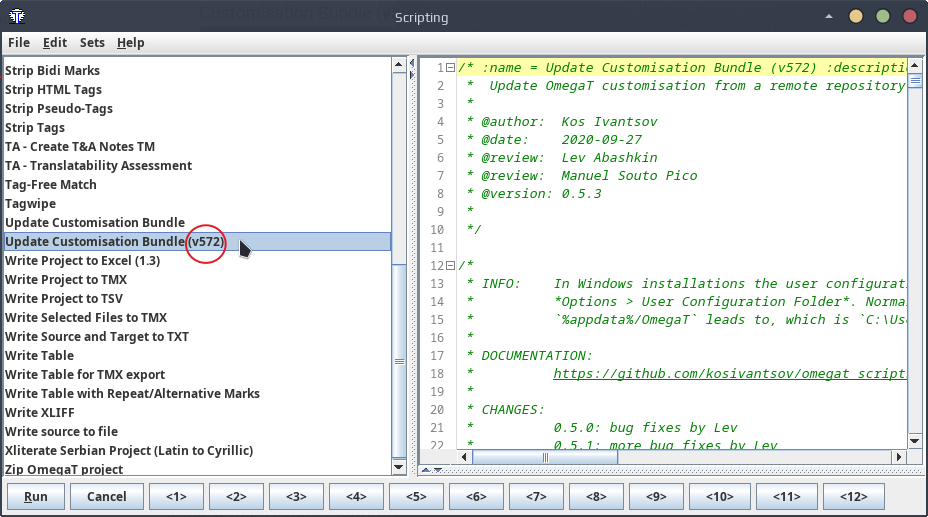 Scripting
File Edit Sets Help
Strip Bidi Marks
Strip HTML Tags
Strip Pseudo-Tags
Strip Tags
TA - Create T&A Notes TM
TA - Translatability Assessment
Tag-Free Match
Tagwipe
Update Customisation Bundle
Update Customisation Bundle (v572)
Write Project to Excel (1.3)
Write Project to TMX
Write Project to TSV
Write Selected Files to TMX
Write Source and Target to TXT
Write Table
Write Table for TMX export
Write Table with Repeat/Alternative Marks
Write XLIFF
Write source to file
Xliterate Serbian Project (Latin to Cyrillic)
Zip OmegaT project
1 /* :name = Update Customisation Bundle (v572) :descriptio
2 * Update OmegaT customisation from a remote repository
3 *
4 * @author: Kos Ivantsov
5 * @date: 2020-09-27
6 * @review: Lev Abashkin
7 * @review: Manuel Souto Pico
8 * @version: 0.5.3
9 *
10 */
11
12 /*
13 * INFO: In Windows installations the user configurat
14 * *Options > User Configuration Folder*. Norma
15 * `%appdata%/OmegaT` leads to, which is `C:\Use
16 *
17 * DOCUMENTATION:
18 * https://github.com/kosivantsov/omegat_scripti
19 *
20 * CHANGES:
21 * 0.5.0: bug fixes by Lev
22 * 0.5.1: more bug fixes by Lev
Run Cancel <1> <2> <3> <4> <5> <6> <7> <8> <9> <10> <11> <12>